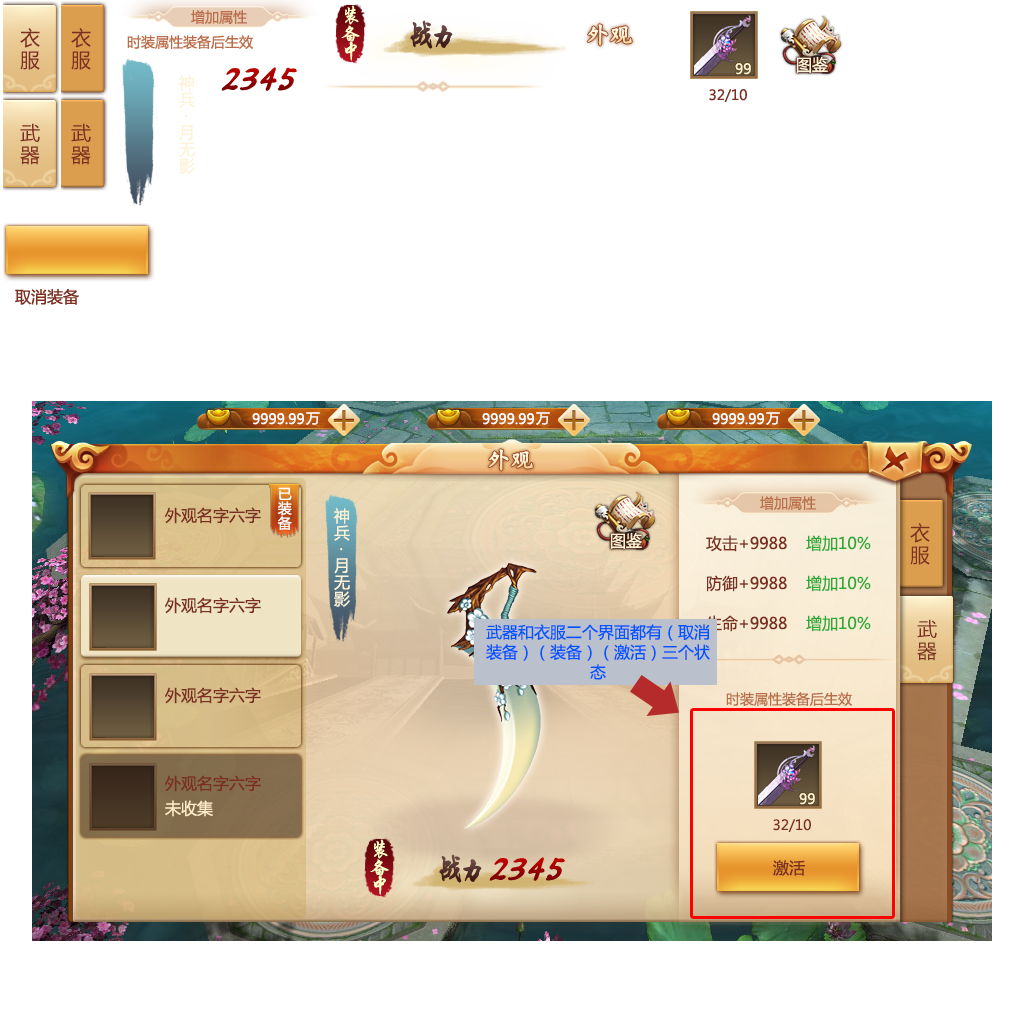 衣服
衣服
武器
武器
增加属性
时装属性装备后生效
神兵·月无影
2345
装备中
战力
外观
99
32/10
图鉴
取消装备
9999.99万
9999.99万
9999.99万
外观
外观名字六字
已装备
外观名字六字
外观名字六字
外观名字六字
未收集
神兵·月无影
图鉴
武器和衣服二个界面都有（取消
装备）（装备）（激活）三个状
态
装备中
战力 2345
增加属性
攻击+9988 增加10%
防御+9988 增加10%
生命+9988 增加10%
时装属性装备后生效
99
32/10
激活
衣服
武器